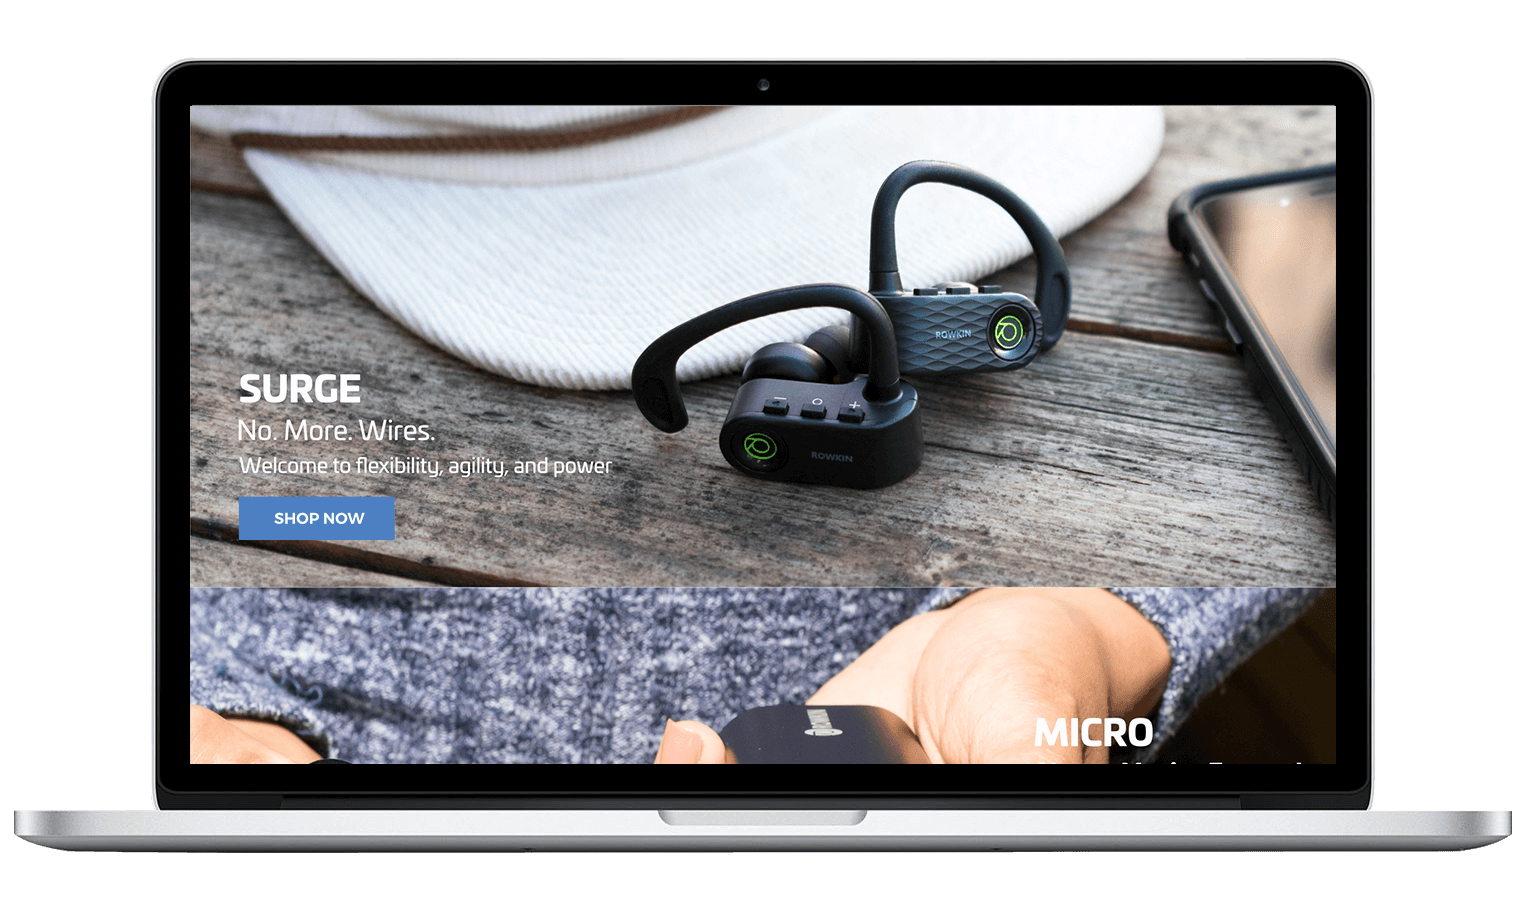 SURGE
No. More. Wires.
Welcome to flexibility, agility, and power
SHOP NOW
ROWKIN
ROWKIN
MICRO